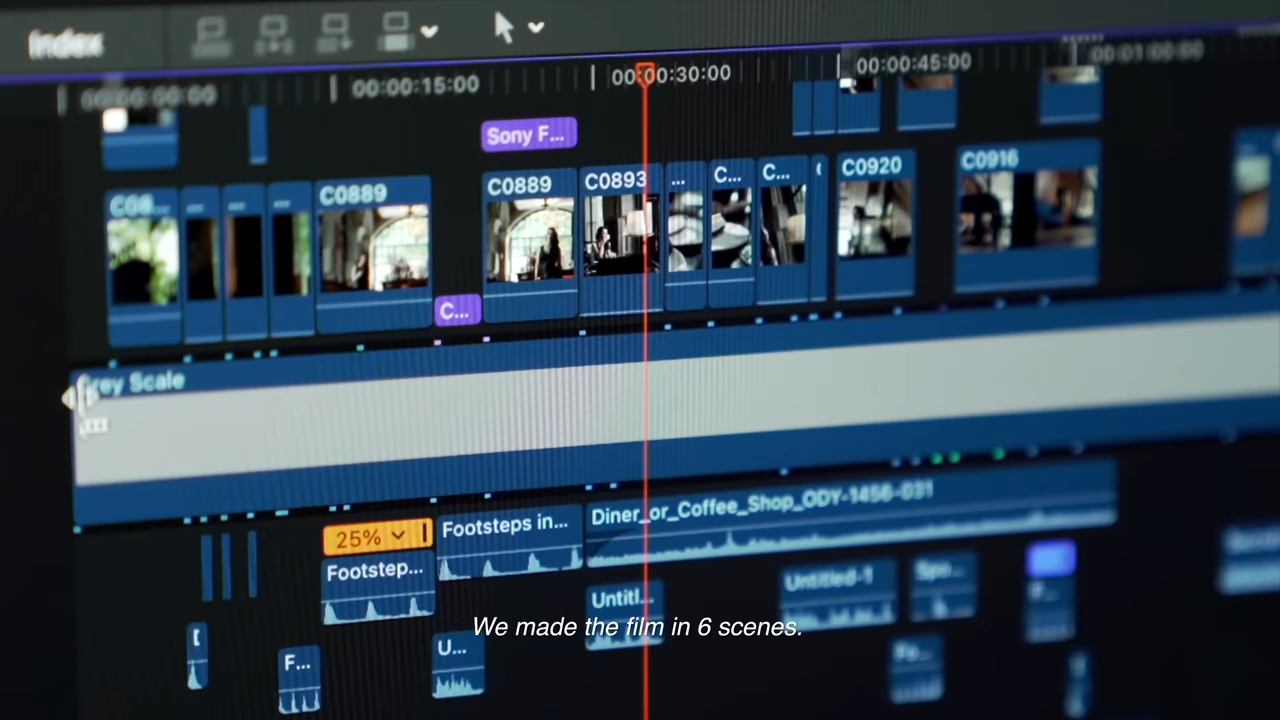 Index
00:00:00:00
00:00:15:00
00:00:30:00
00:00:45:00
00:01:00:00
Sony F...
C08...
C0889
C0889
C0893
...
C...
C...
C0920
C0916
C...
Grey Scale
25%
Footsteps in...
Diner_or_Coffee_Shop_ODY-1456-031
Footstep...
Untitl...
Untitled-1
Spo...
F...
U...
We made the film in 6 scenes.